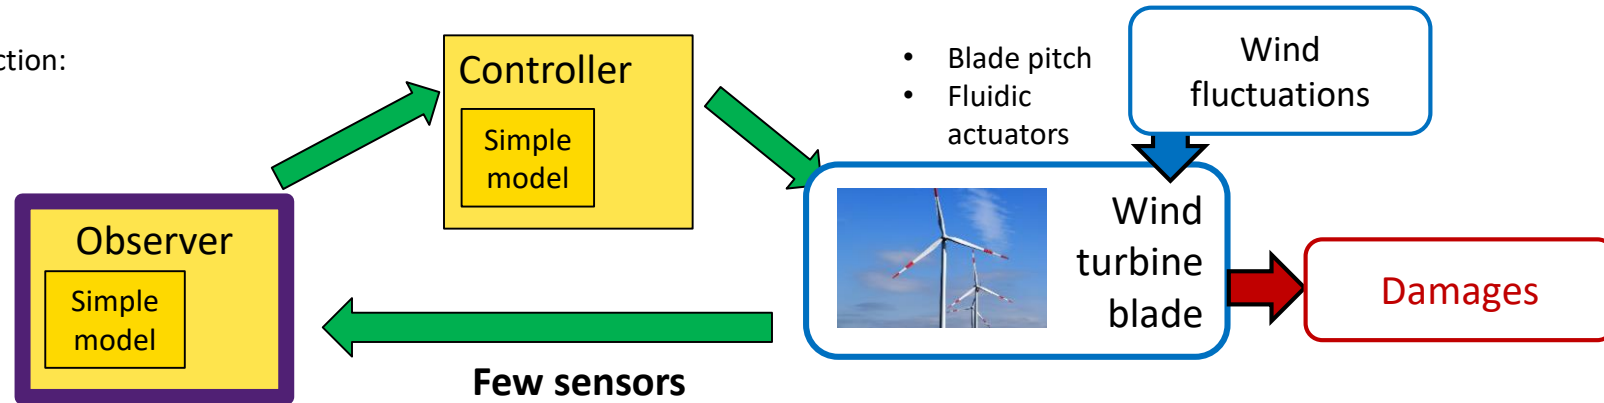 ction:
Controller
Simple
model
• Blade pitch
• Fluidic
actuators
Wind
fluctuations
Observer
Simple
model
Wind
turbine
blade
Damages
Few sensors